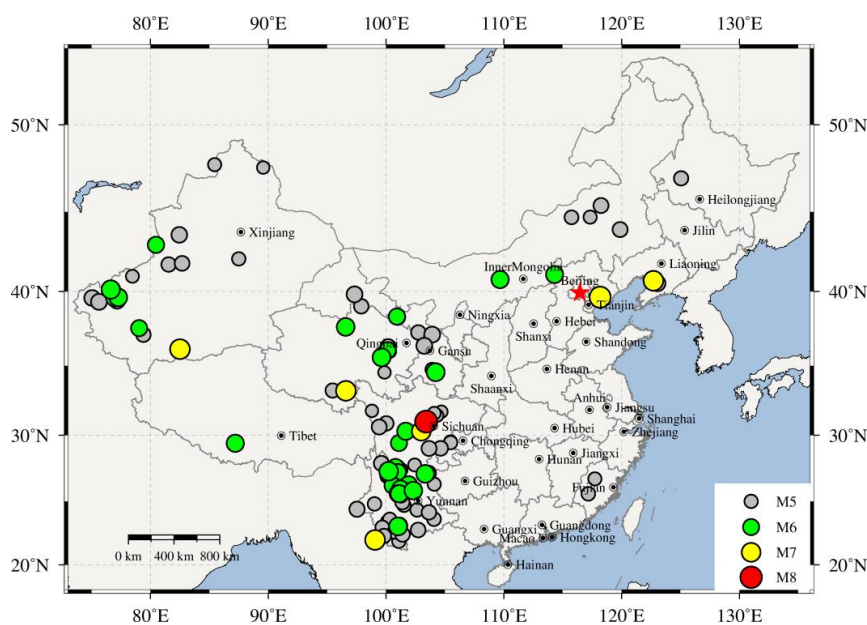 80°E 90°E 100°E 110°E 120°E 130°E
50°N 50°N
Heilongjiang
Xinjiang
Jilin
InnerMongolia
Liaoning
Beijing
40°N 40°N
Tianjin
Ningxia
Hebei
Shanxi
Qinghai
Gansu
Shandong
Shaanxi
Henan
Anhui
Jiangsu
Shanghai
Sichuan
Hubei
Zhejiang
30°N Tibet 30°N
Chongqing
Jiangxi
Hunan
Guizhou
Fujian
Yunnan
M5
Guangxi
Guangdong
M6
Macao
Hongkong
0 km 400 km 800 km
M7
Hainan
20°N 20°N
M8
80°E 90°E 100°E 110°E 120°E 130°E